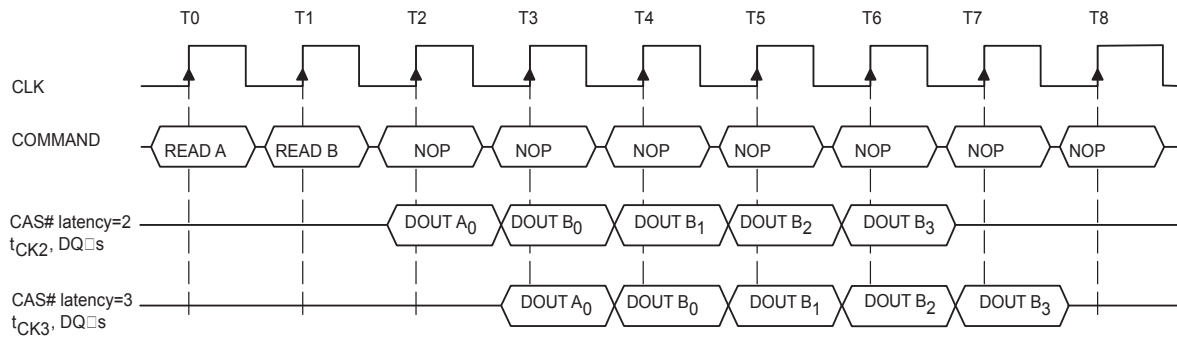 T0 T1 T2 T3 T4 T5 T6 T7 T8
CLK
COMMAND READ A READ B NOP NOP NOP NOP NOP NOP NOP
CAS# latency=2 DOUT A0 DOUT B0 DOUT B1 DOUT B2 DOUT B3
tCK2, DQ□s
CAS# latency=3 DOUT A0 DOUT B0 DOUT B1 DOUT B2 DOUT B3
tCK3, DQ□s